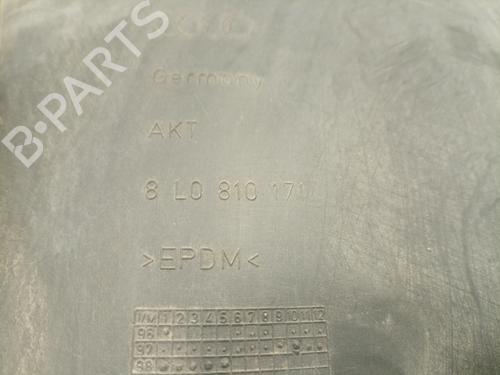 B-PARTS
Germany
AKT
8 L0 810 171
>EPDM<
J/M 1 2 3 4 5 6 7 8 9 10 11 12
96
97
98